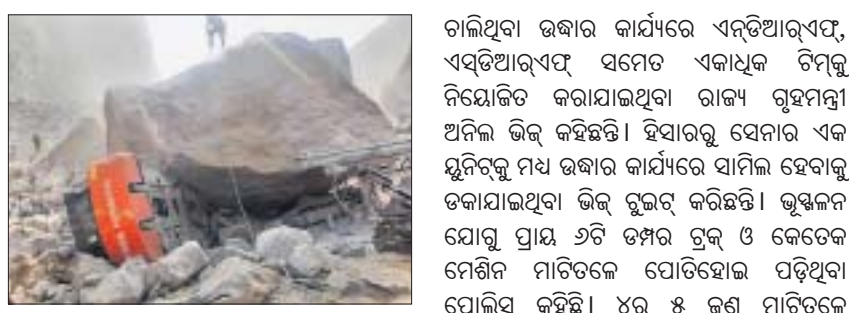 ଚାଲିଥିବା ଉଦ୍ଧାର କାର୍ଯ୍ୟରେ ଏନ୍‌ଡିଆର୍‌ଏଫ୍,
ଏସ୍‌ଡିଆର୍‌ଏଫ୍ ସମେତ ଏକାଧିକ ଟିମ୍‌କୁ
ନିୟୋଜିତ କରାଯାଇଥିବା ରାଜ୍ୟ ଗୃହମନ୍ତ୍ରୀ
ଅନିଲ ଭିଜ୍ କହିଛନ୍ତି। ହିସାରରୁ ସେନାର ଏକ
ୟୁନିଟ୍‌କୁ ମଧ୍ୟ ଉଦ୍ଧାର କାର୍ଯ୍ୟରେ ସାମିଲ ହେବାକୁ
ଡକାଯାଇଥିବା ଭିଜ୍ ଟୁଇଟ୍ କରିଛନ୍ତି। ଭୂସ୍ଖଳନ
ଯୋଗୁ ପ୍ରାୟ ୬ଟି ଡମ୍ପର ଟ୍ରକ୍ ଓ କେତେକ
ମେଶିନ ମାଟିତଳେ ପୋତିହୋଇ ପଡ଼ିଥିବା
ପୋଲିସ କହିଛି। ୪ରୁ ୫ ଜଣ ମାଟିତଳେ